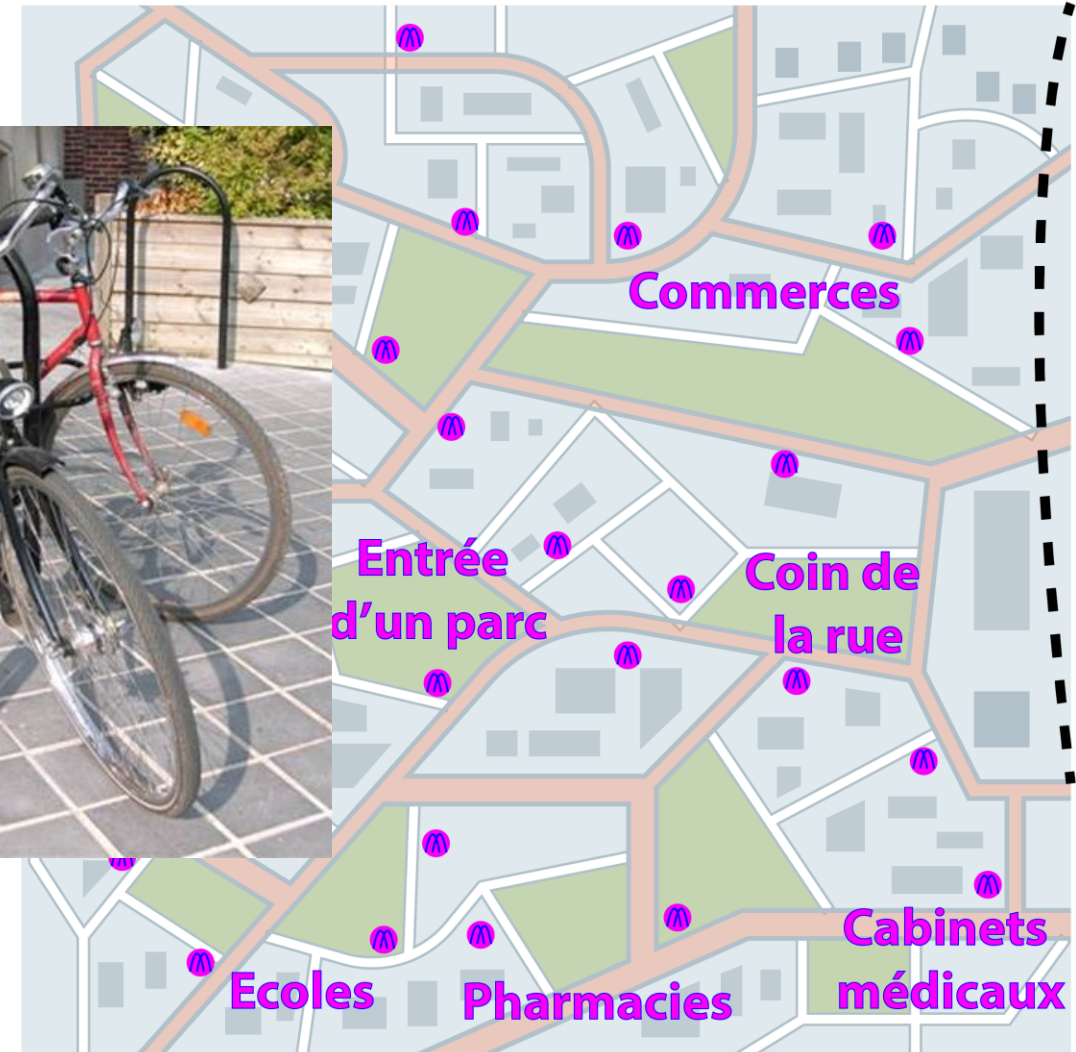 Commerces
Entrée
d’un parc
Coin de
la rue
Ecoles
Pharmacies
Cabinets
médicaux